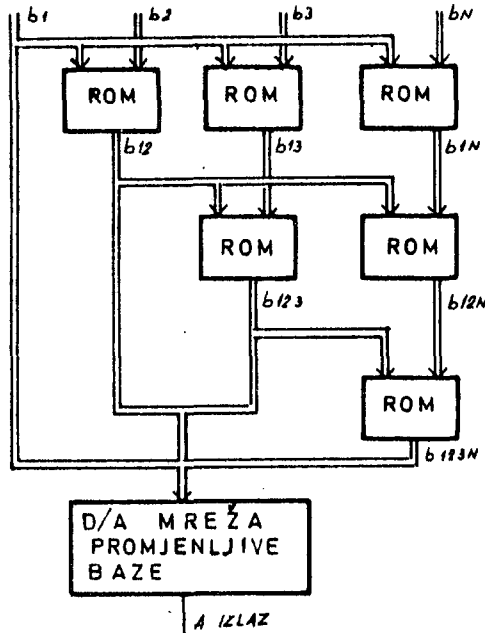 b1 b2 b3 bN
ROM ROM ROM
b12 b13 b1N
ROM ROM
b123 b12N
ROM
b123N
D/A MREŽA
PROMJENLJIVE
BAZE
A IZLAZ